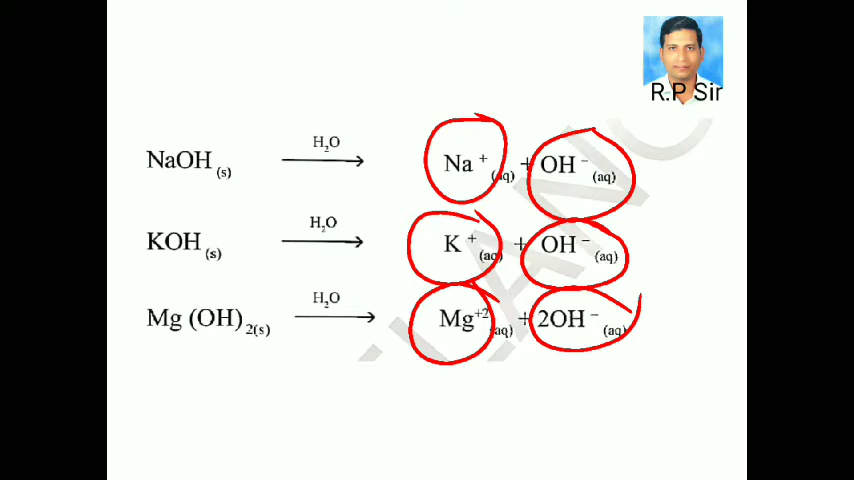 R.P Sir
NaOH (s) H₂O → Na⁺ (aq) + OH⁻ (aq)
KOH (s) H₂O → K⁺ (aq) + OH⁻ (aq)
Mg (OH) 2(s) H₂O → Mg⁺² (aq) + 2OH⁻ (aq)